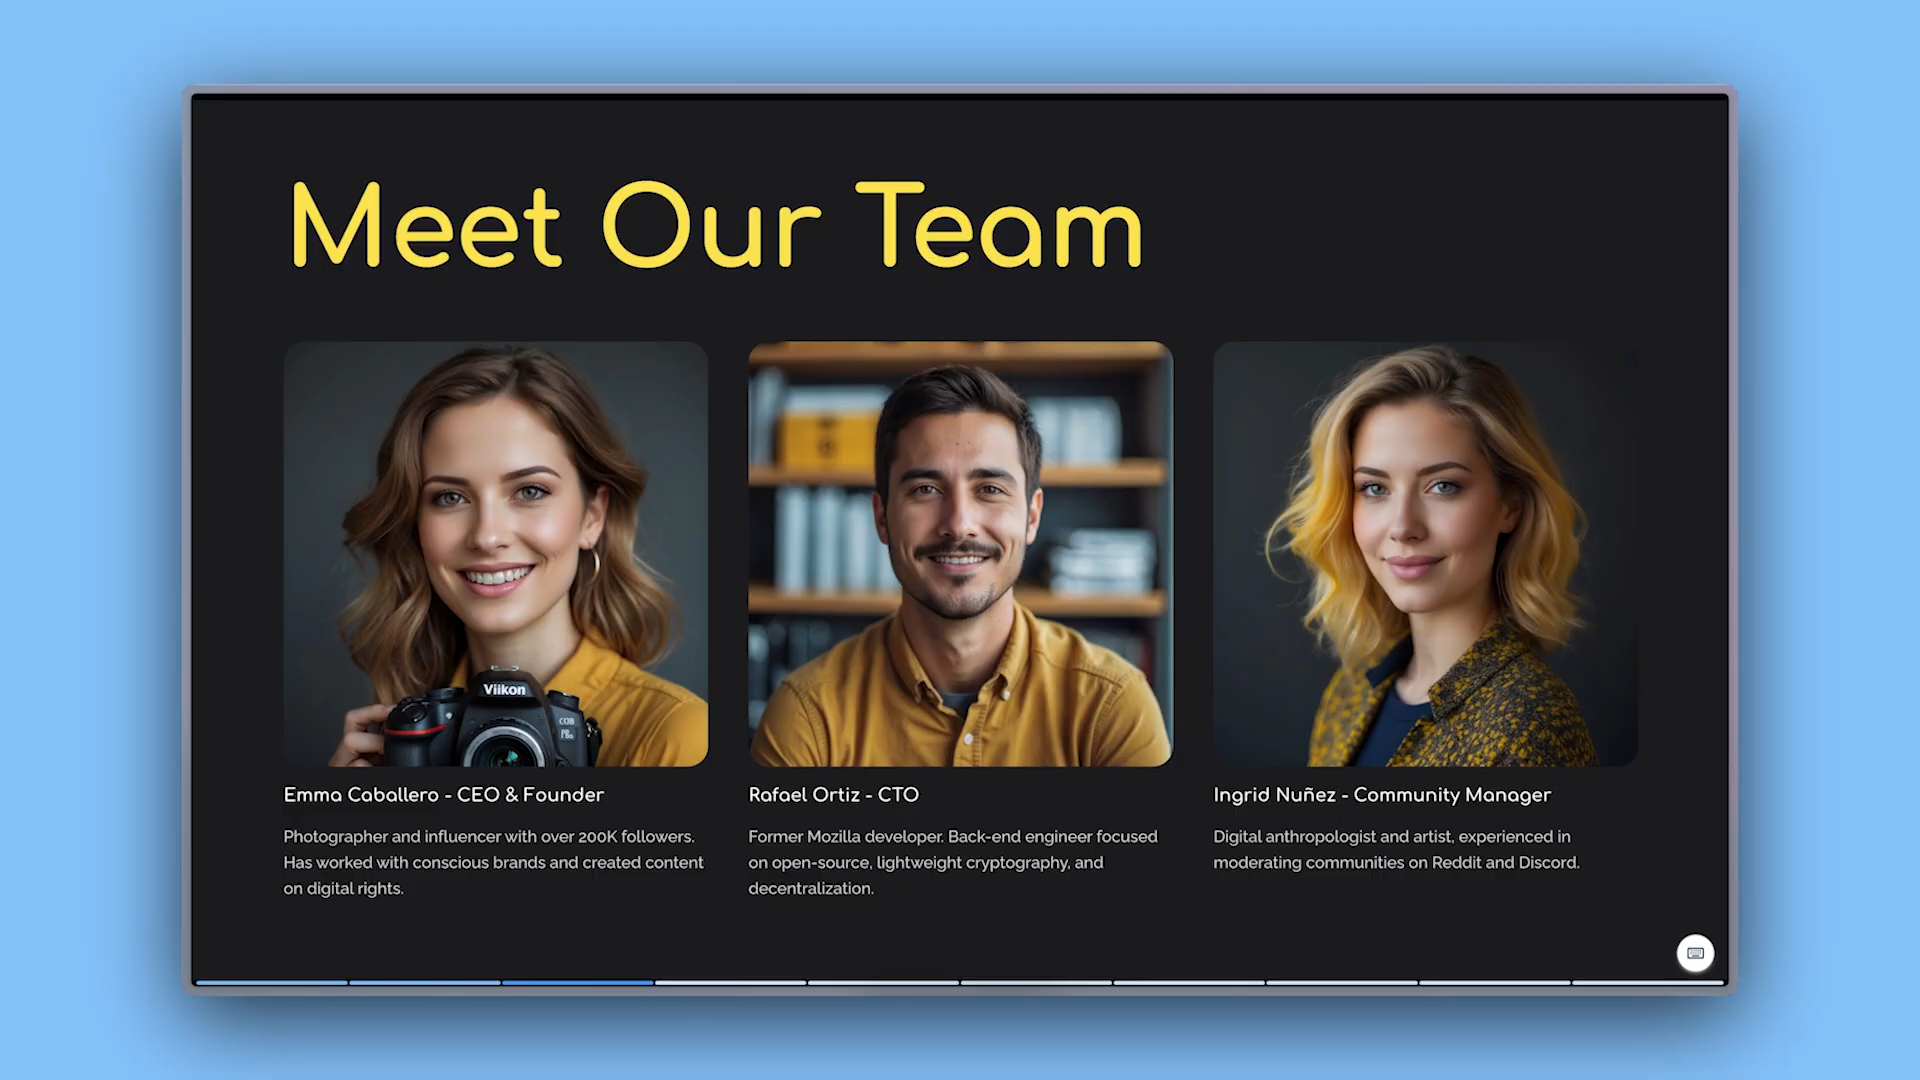 Meet Our Team
Viikon
Emma Caballero - CEO & Founder
Photographer and influencer with over 200K followers.
Has worked with conscious brands and created content
on digital rights.
Rafael Ortiz - CTO
Former Mozilla developer. Back-end engineer focused
on open-source, lightweight cryptography, and
decentralization.
Ingrid Nuñez - Community Manager
Digital anthropologist and artist, experienced in
moderating communities on Reddit and Discord.